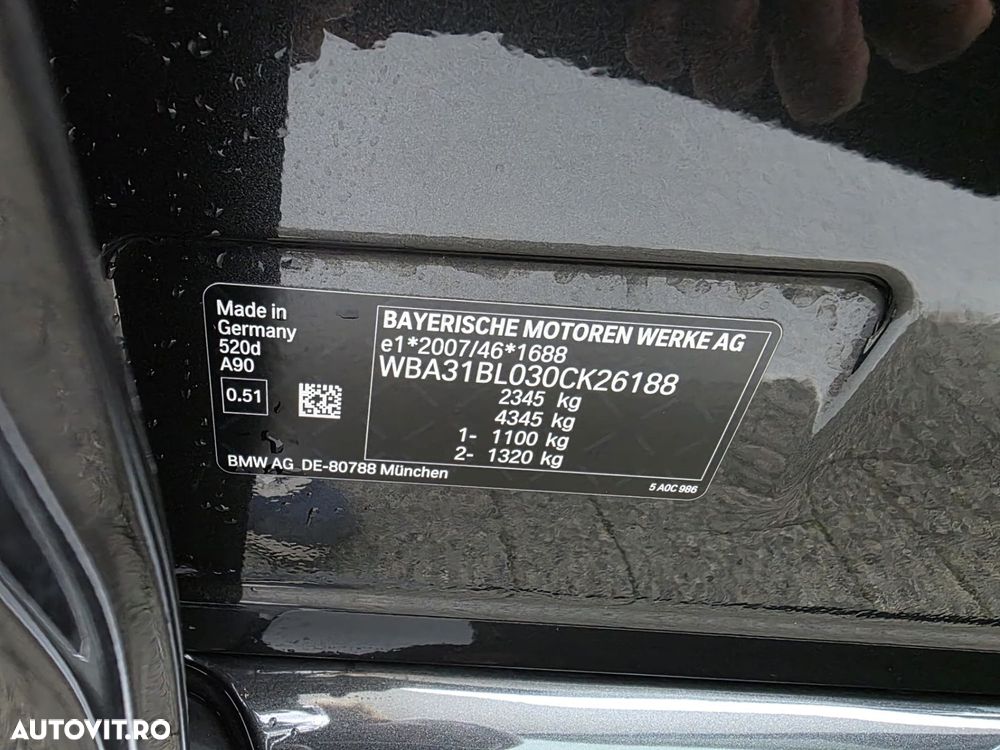 Made in
Germany
520d
A90
0.51
BAYERISCHE MOTOREN WERKE AG
e1*2007/46*1688
WBA31BL030CK26188
2345 kg
4345 kg
1- 1100 kg
2- 1320 kg
BMW AG DE-80788 München
5 A0C 986
AUTOVIT.RO